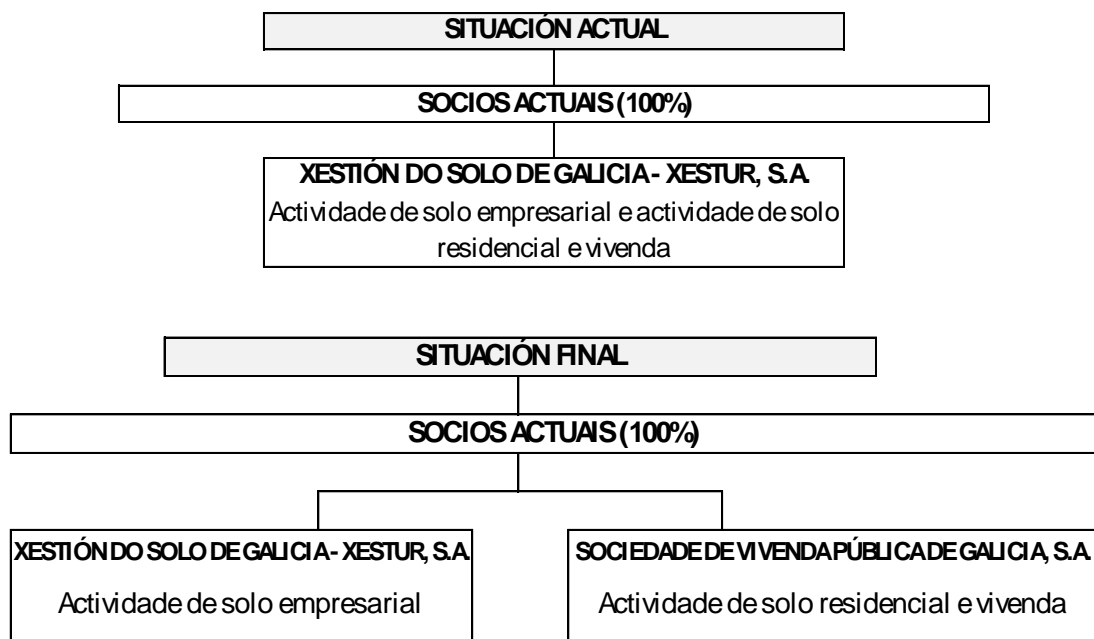 SITUACIÓN ACTUAL
SOCIOS ACTUAIS (100%)
XESTIÓN DO SOLO DE GALICIA - XESTUR, S.A.
Actividade de solo empresarial e actividade de solo
residencial e vivenda
SITUACIÓN FINAL
SOCIOS ACTUAIS (100%)
XESTIÓN DO SOLO DE GALICIA - XESTUR, S.A.
Actividade de solo empresarial
SOCIEDADE DE VIVENDA PÚBLICA DE GALICIA, S.A.
Actividade de solo residencial e vivenda